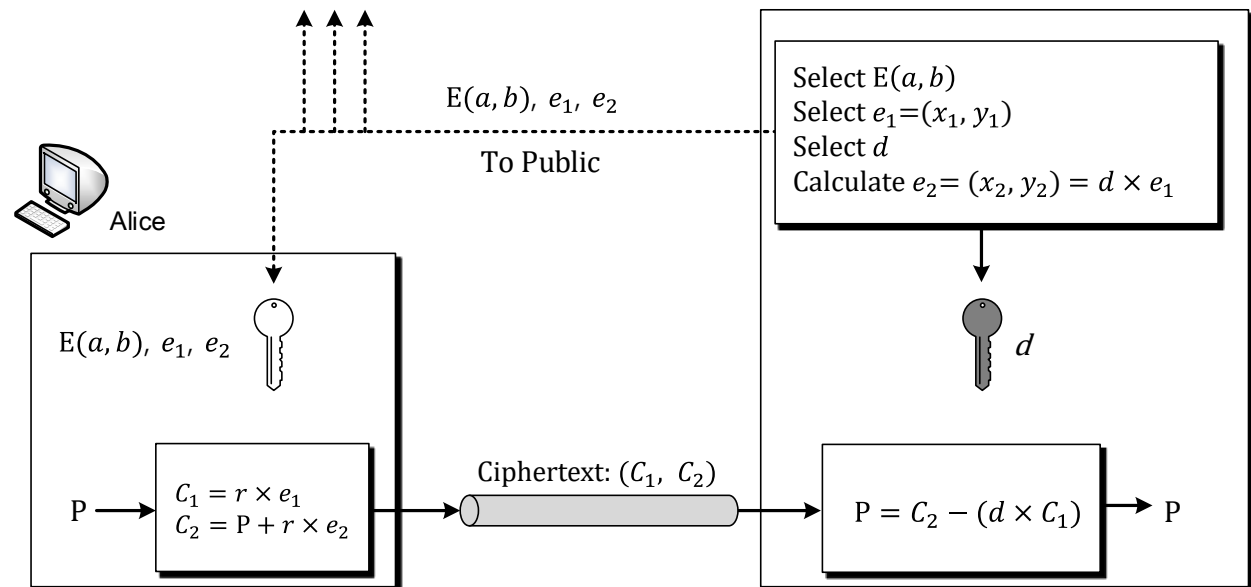 E(𝑎, 𝑏), 𝑒₁, 𝑒₂
To Public
Select E(𝑎, 𝑏)
Select 𝑒₁=(𝑥₁, 𝑦₁)
Select 𝑑
Calculate 𝑒₂= (𝑥₂, 𝑦₂) = 𝑑 × 𝑒₁
Alice
E(𝑎, 𝑏), 𝑒₁, 𝑒₂
𝑑
P
𝐶₁ = 𝑟 × 𝑒₁
𝐶₂ = P + 𝑟 × 𝑒₂
Ciphertext: (𝐶₁, 𝐶₂)
P = 𝐶₂ − (𝑑 × 𝐶₁)
P